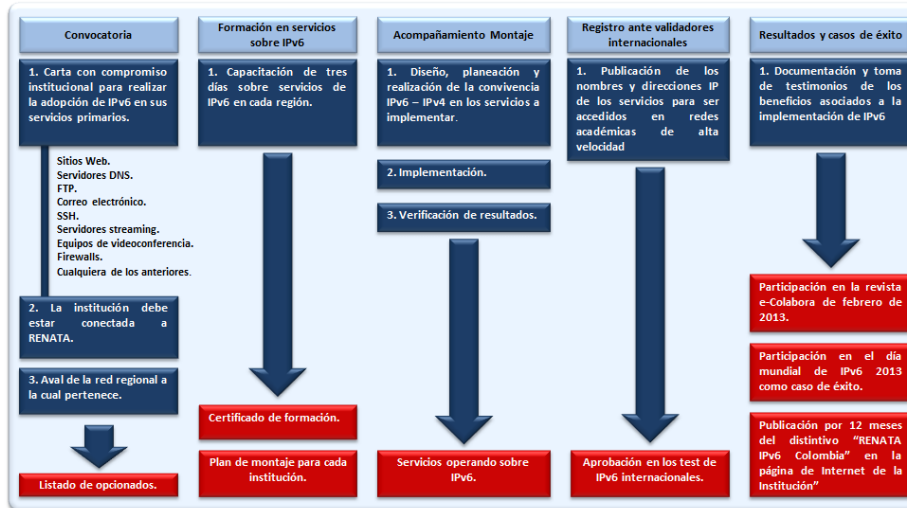 Convocatoria
1. Carta con compromiso
institucional para realizar
la adopción de IPv6 en sus
servicios primarios.
Sitios Web.
Servidores DNS.
FTP.
Correo electrónico.
SSH.
Servidores streaming.
Equipos de videoconferencia.
Firewalls.
Cualquiera de los anteriores.
2. La institución debe
estar conectada a
RENATA.
3. Aval de la red regional a
la cual pertenece.
Listado de opcionados.
Formación en servicios
sobre IPv6
1. Capacitación de tres
días sobre servicios de
IPv6 en cada región.
Certificado de formación.
Plan de montaje para cada
institución.
Acompañamiento Montaje
1. Diseño, planeación y
realización de la convivencia
IPv6 – IPv4 en los servicios a
implementar.
2. Implementación.
3. Verificación de resultados.
Servicios operando sobre
IPv6.
Registro ante validadores
internacionales
1. Publicación de los
nombres y direcciones IP
de los servicios para ser
accedidos en redes
académicas de alta
velocidad
Aprobación en los test de
IPv6 internacionales.
Resultados y casos de éxito
1. Documentación y toma
de testimonios de los
beneficios asociados a la
implementación de IPv6
Participación en la revista
e-Colabora de febrero de
2013.
Participación en el día
mundial de IPv6 2013
como caso de éxito.
Publicación por 12 meses
del distintivo “RENATA
IPv6 Colombia” en la
página de Internet de la
Institución”